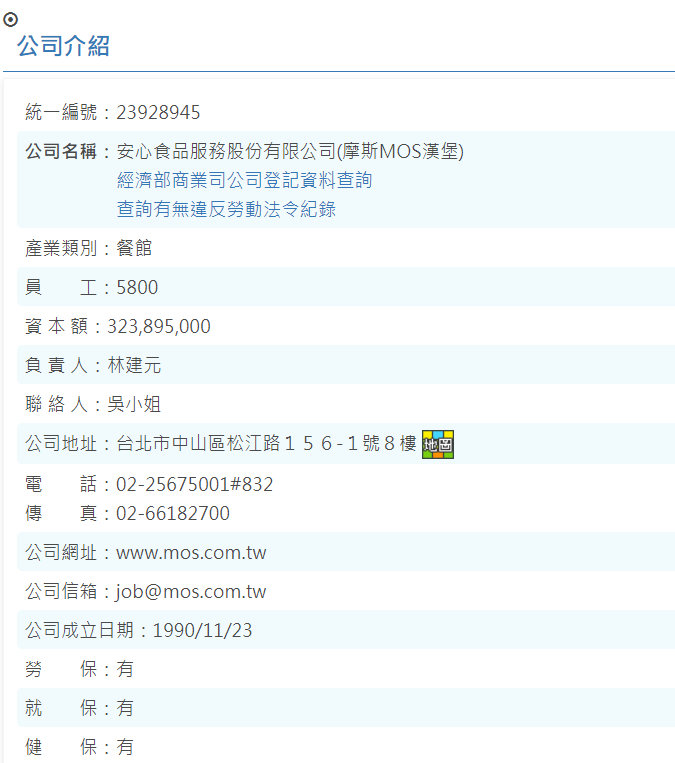 公司介紹
統一編號：23928945
公司名稱：安心食品服務股份有限公司(摩斯MOS漢堡)
經濟部商業司公司登記資料查詢
查詢有無違反勞動法令紀錄
產業類別：餐館
員　　工：5800
資 本 額：323,895,000
負 責 人：林建元
聯 絡 人：吳小姐
公司地址：台北市中山區松江路１５６-１號８樓 地圖
電　　話：02-25675001#832
傳　　真：02-66182700
公司網址：www.mos.com.tw
公司信箱：job@mos.com.tw
公司成立日期：1990/11/23
勞　　保：有
就　　保：有
健　　保：有